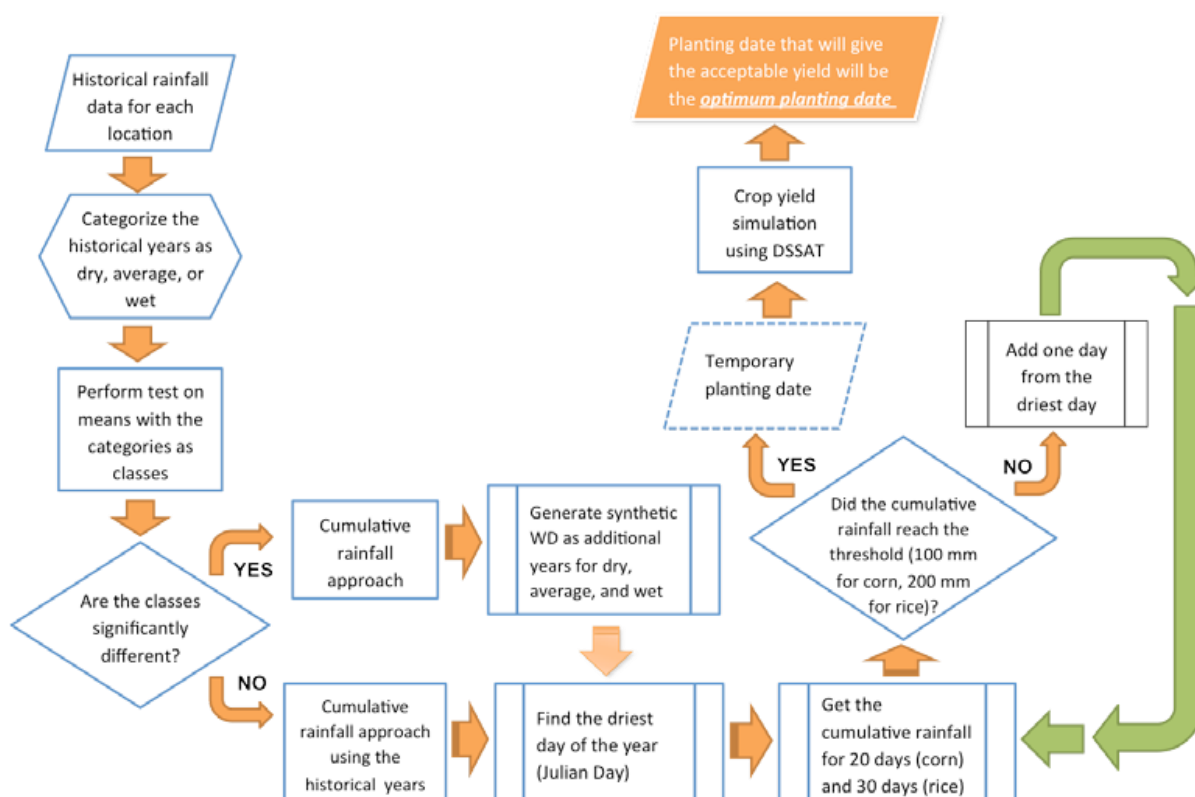 Historical rainfall
data for each
location
Categorize the
historical years as
dry, average, or
wet
Perform test on
means with the
categories as
classes
Are the classes
significantly
different?
YES
NO
Cumulative
rainfall
approach
Generate synthetic
WD as additional
years for dry,
average, and wet
Cumulative
rainfall approach
using the
historical years
Find the driest
day of the year
(Julian Day)
Get the
cumulative rainfall
for 20 days (corn)
and 30 days (rice)
Did the cumulative
rainfall reach the
threshold (100 mm
for corn, 200 mm
for rice)?
YES
NO
Add one day
from the
driest day
Temporary
planting date
Crop yield
simulation
using DSSAT
Planting date that will give
the acceptable yield will be
the optimum planting date